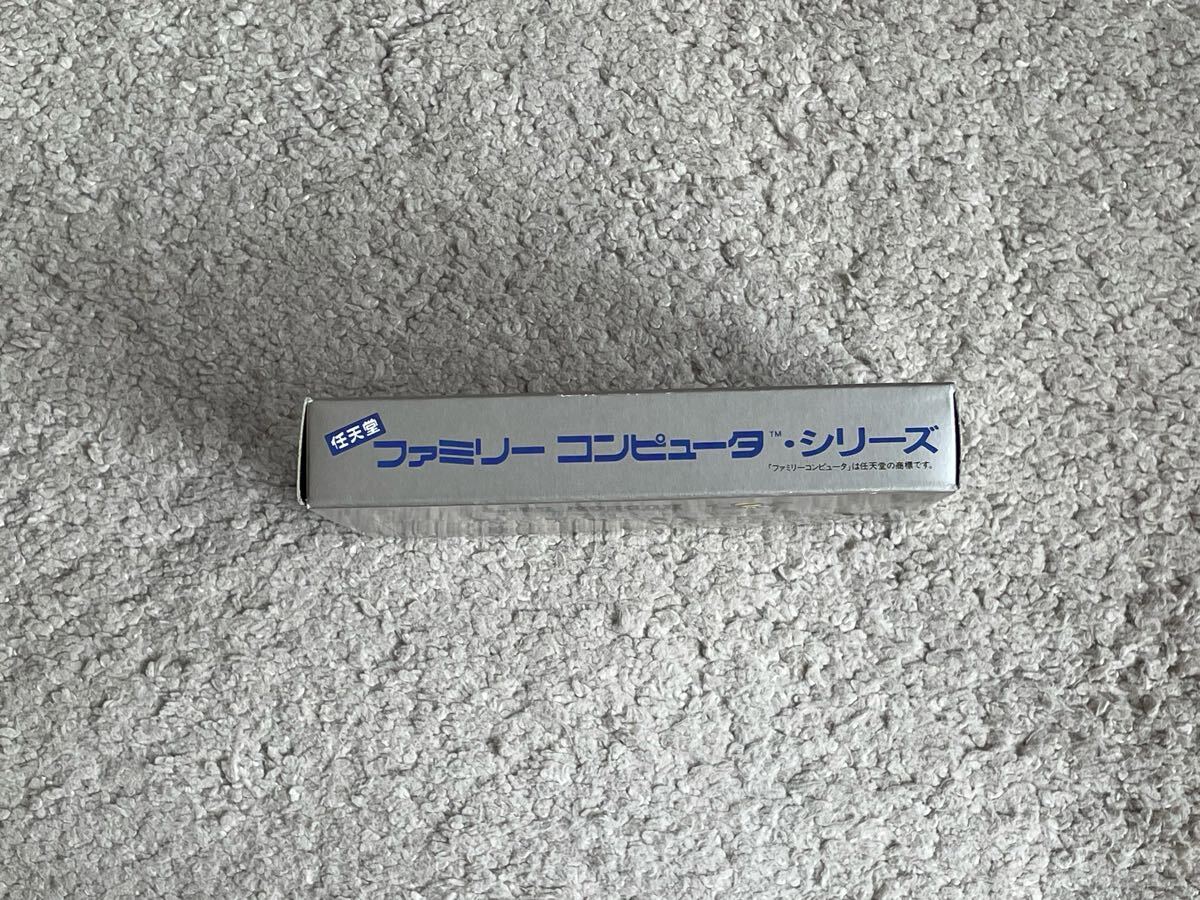 任天堂
ファミリー コンピュータ™・シリーズ
「ファミリーコンピュータ」は任天堂の商標です。